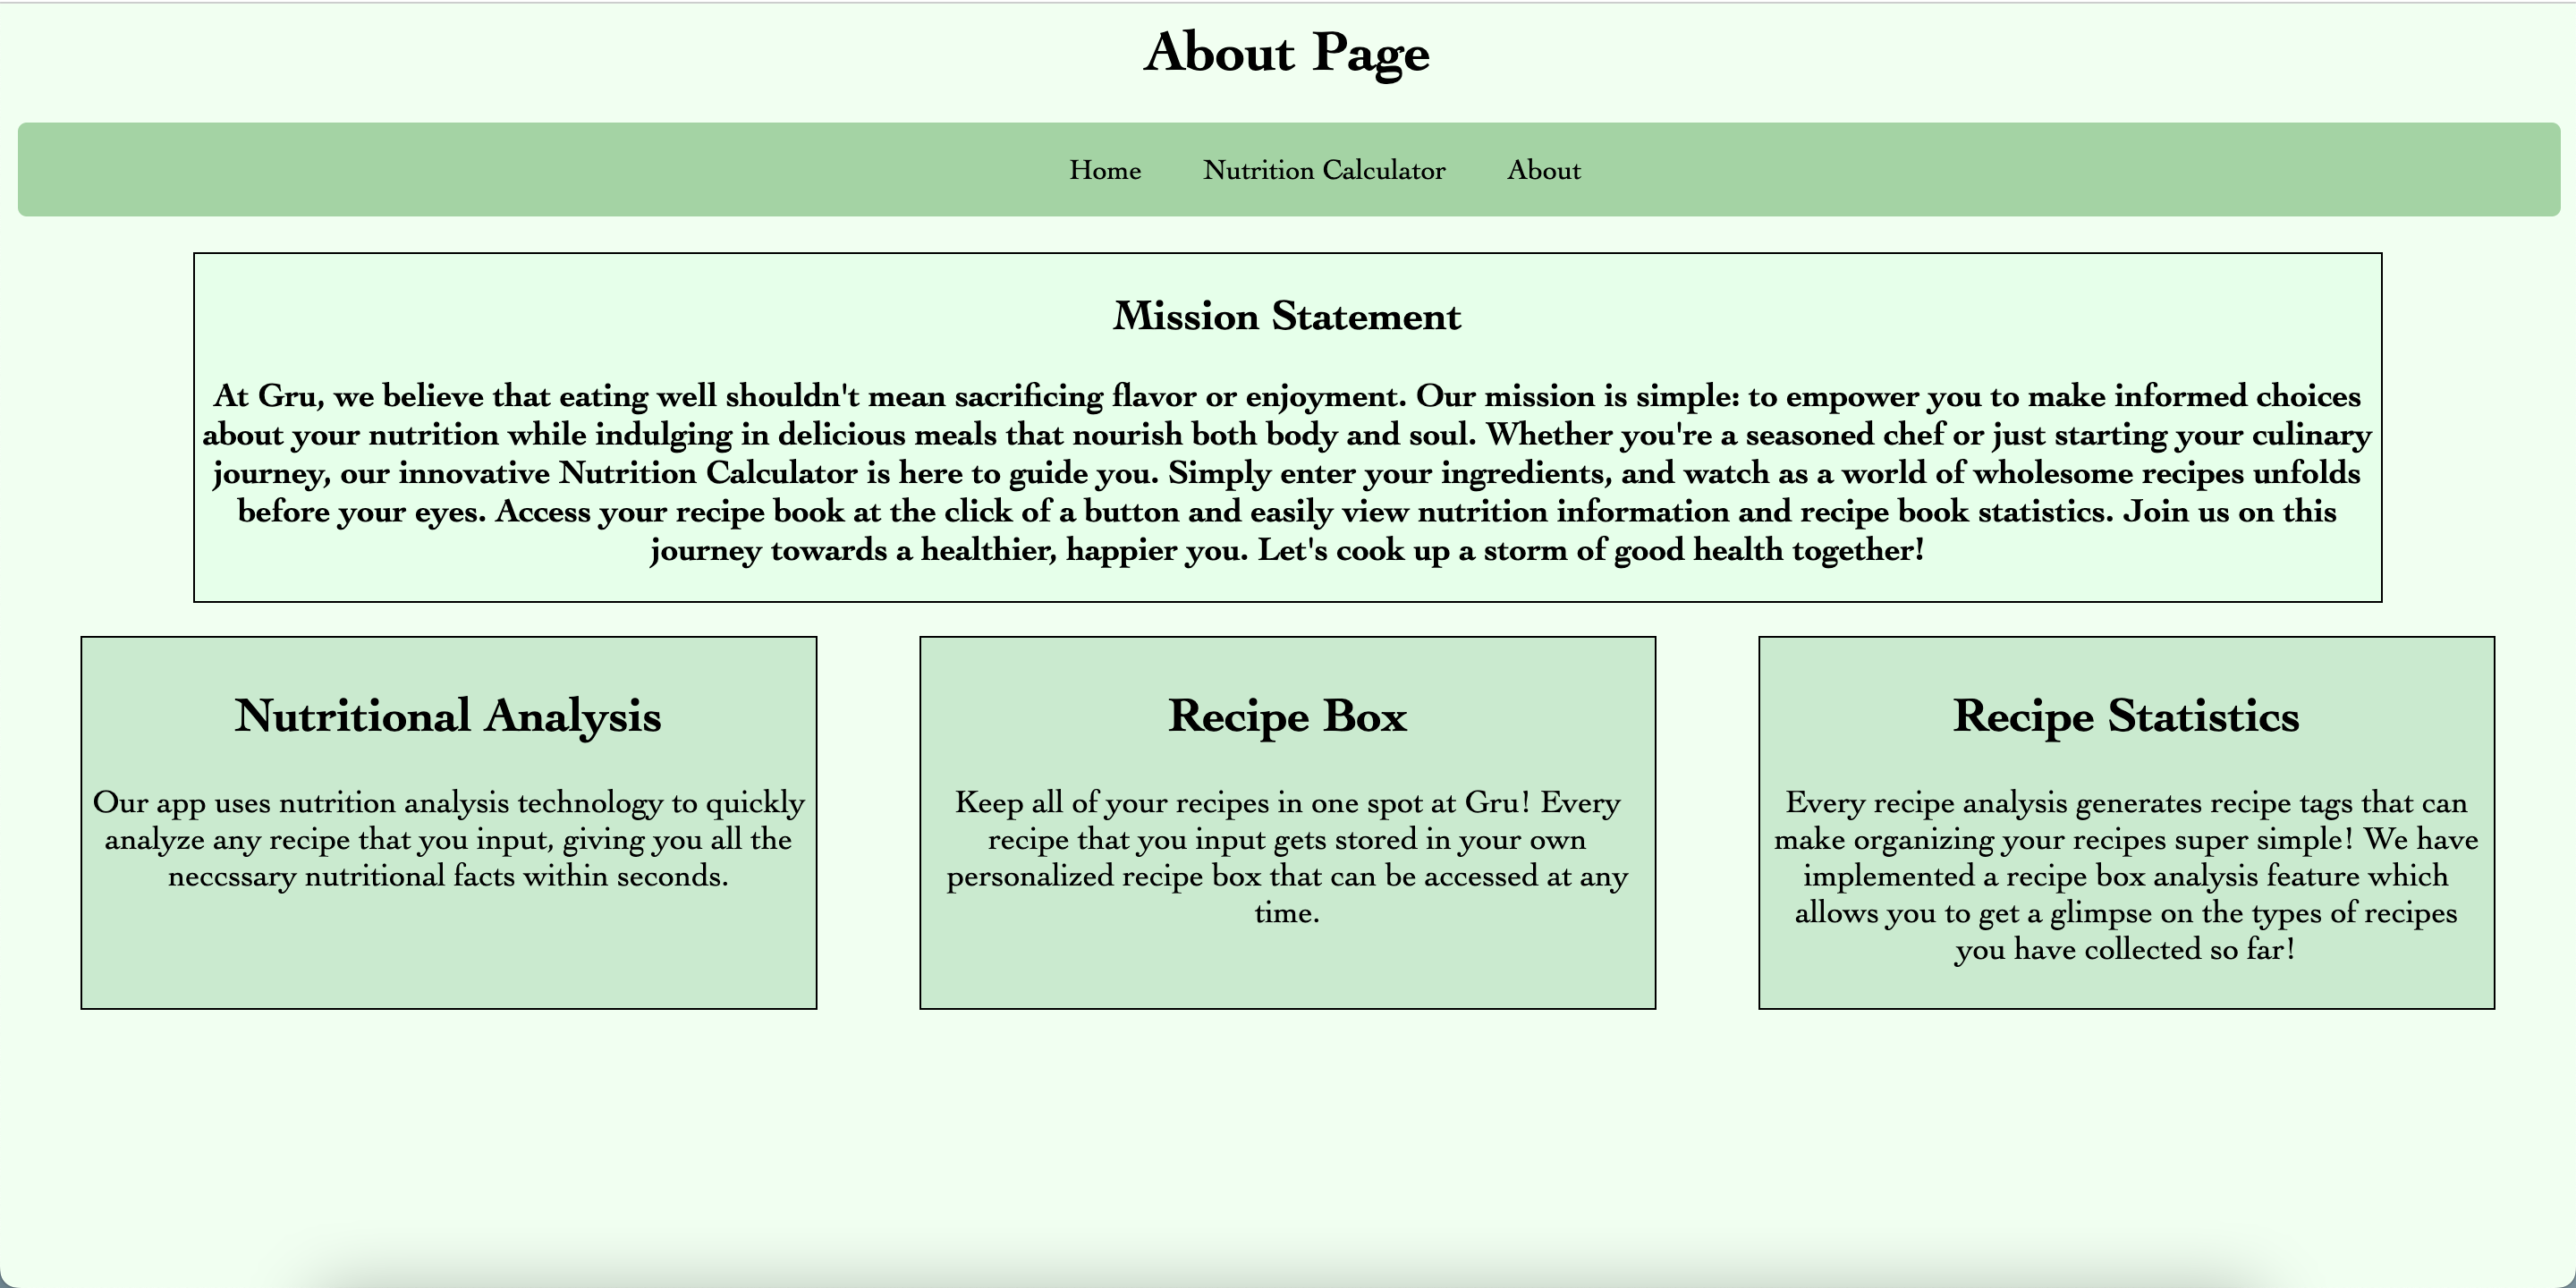 About Page
Home Nutrition Calculator About
Mission Statement
At Gru, we believe that eating well shouldn't mean sacrificing flavor or enjoyment. Our mission is simple: to empower you to make informed choices
about your nutrition while indulging in delicious meals that nourish both body and soul. Whether you're a seasoned chef or just starting your culinary
journey, our innovative Nutrition Calculator is here to guide you. Simply enter your ingredients, and watch as a world of wholesome recipes unfolds
before your eyes. Access your recipe book at the click of a button and easily view nutrition information and recipe book statistics. Join us on this
journey towards a healthier, happier you. Let's cook up a storm of good health together!
Nutritional Analysis
Our app uses nutrition analysis technology to quickly
analyze any recipe that you input, giving you all the
neccssary nutritional facts within seconds.
Recipe Box
Keep all of your recipes in one spot at Gru! Every
recipe that you input gets stored in your own
personalized recipe box that can be accessed at any
time.
Recipe Statistics
Every recipe analysis generates recipe tags that can
make organizing your recipes super simple! We have
implemented a recipe box analysis feature which
allows you to get a glimpse on the types of recipes
you have collected so far!